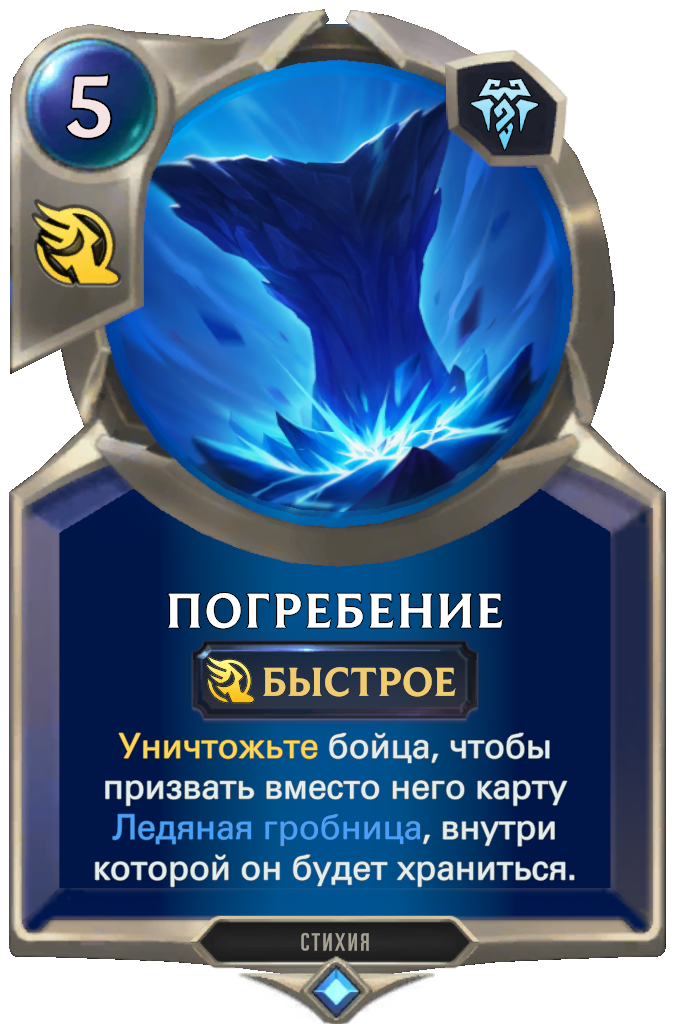 5
ПОГРЕБЕНИЕ
БЫСТРОЕ
Уничтожьте бойца, чтобы
призвать вместо него карту
Ледяная гробница, внутри
которой он будет храниться.
СТИХИЯ